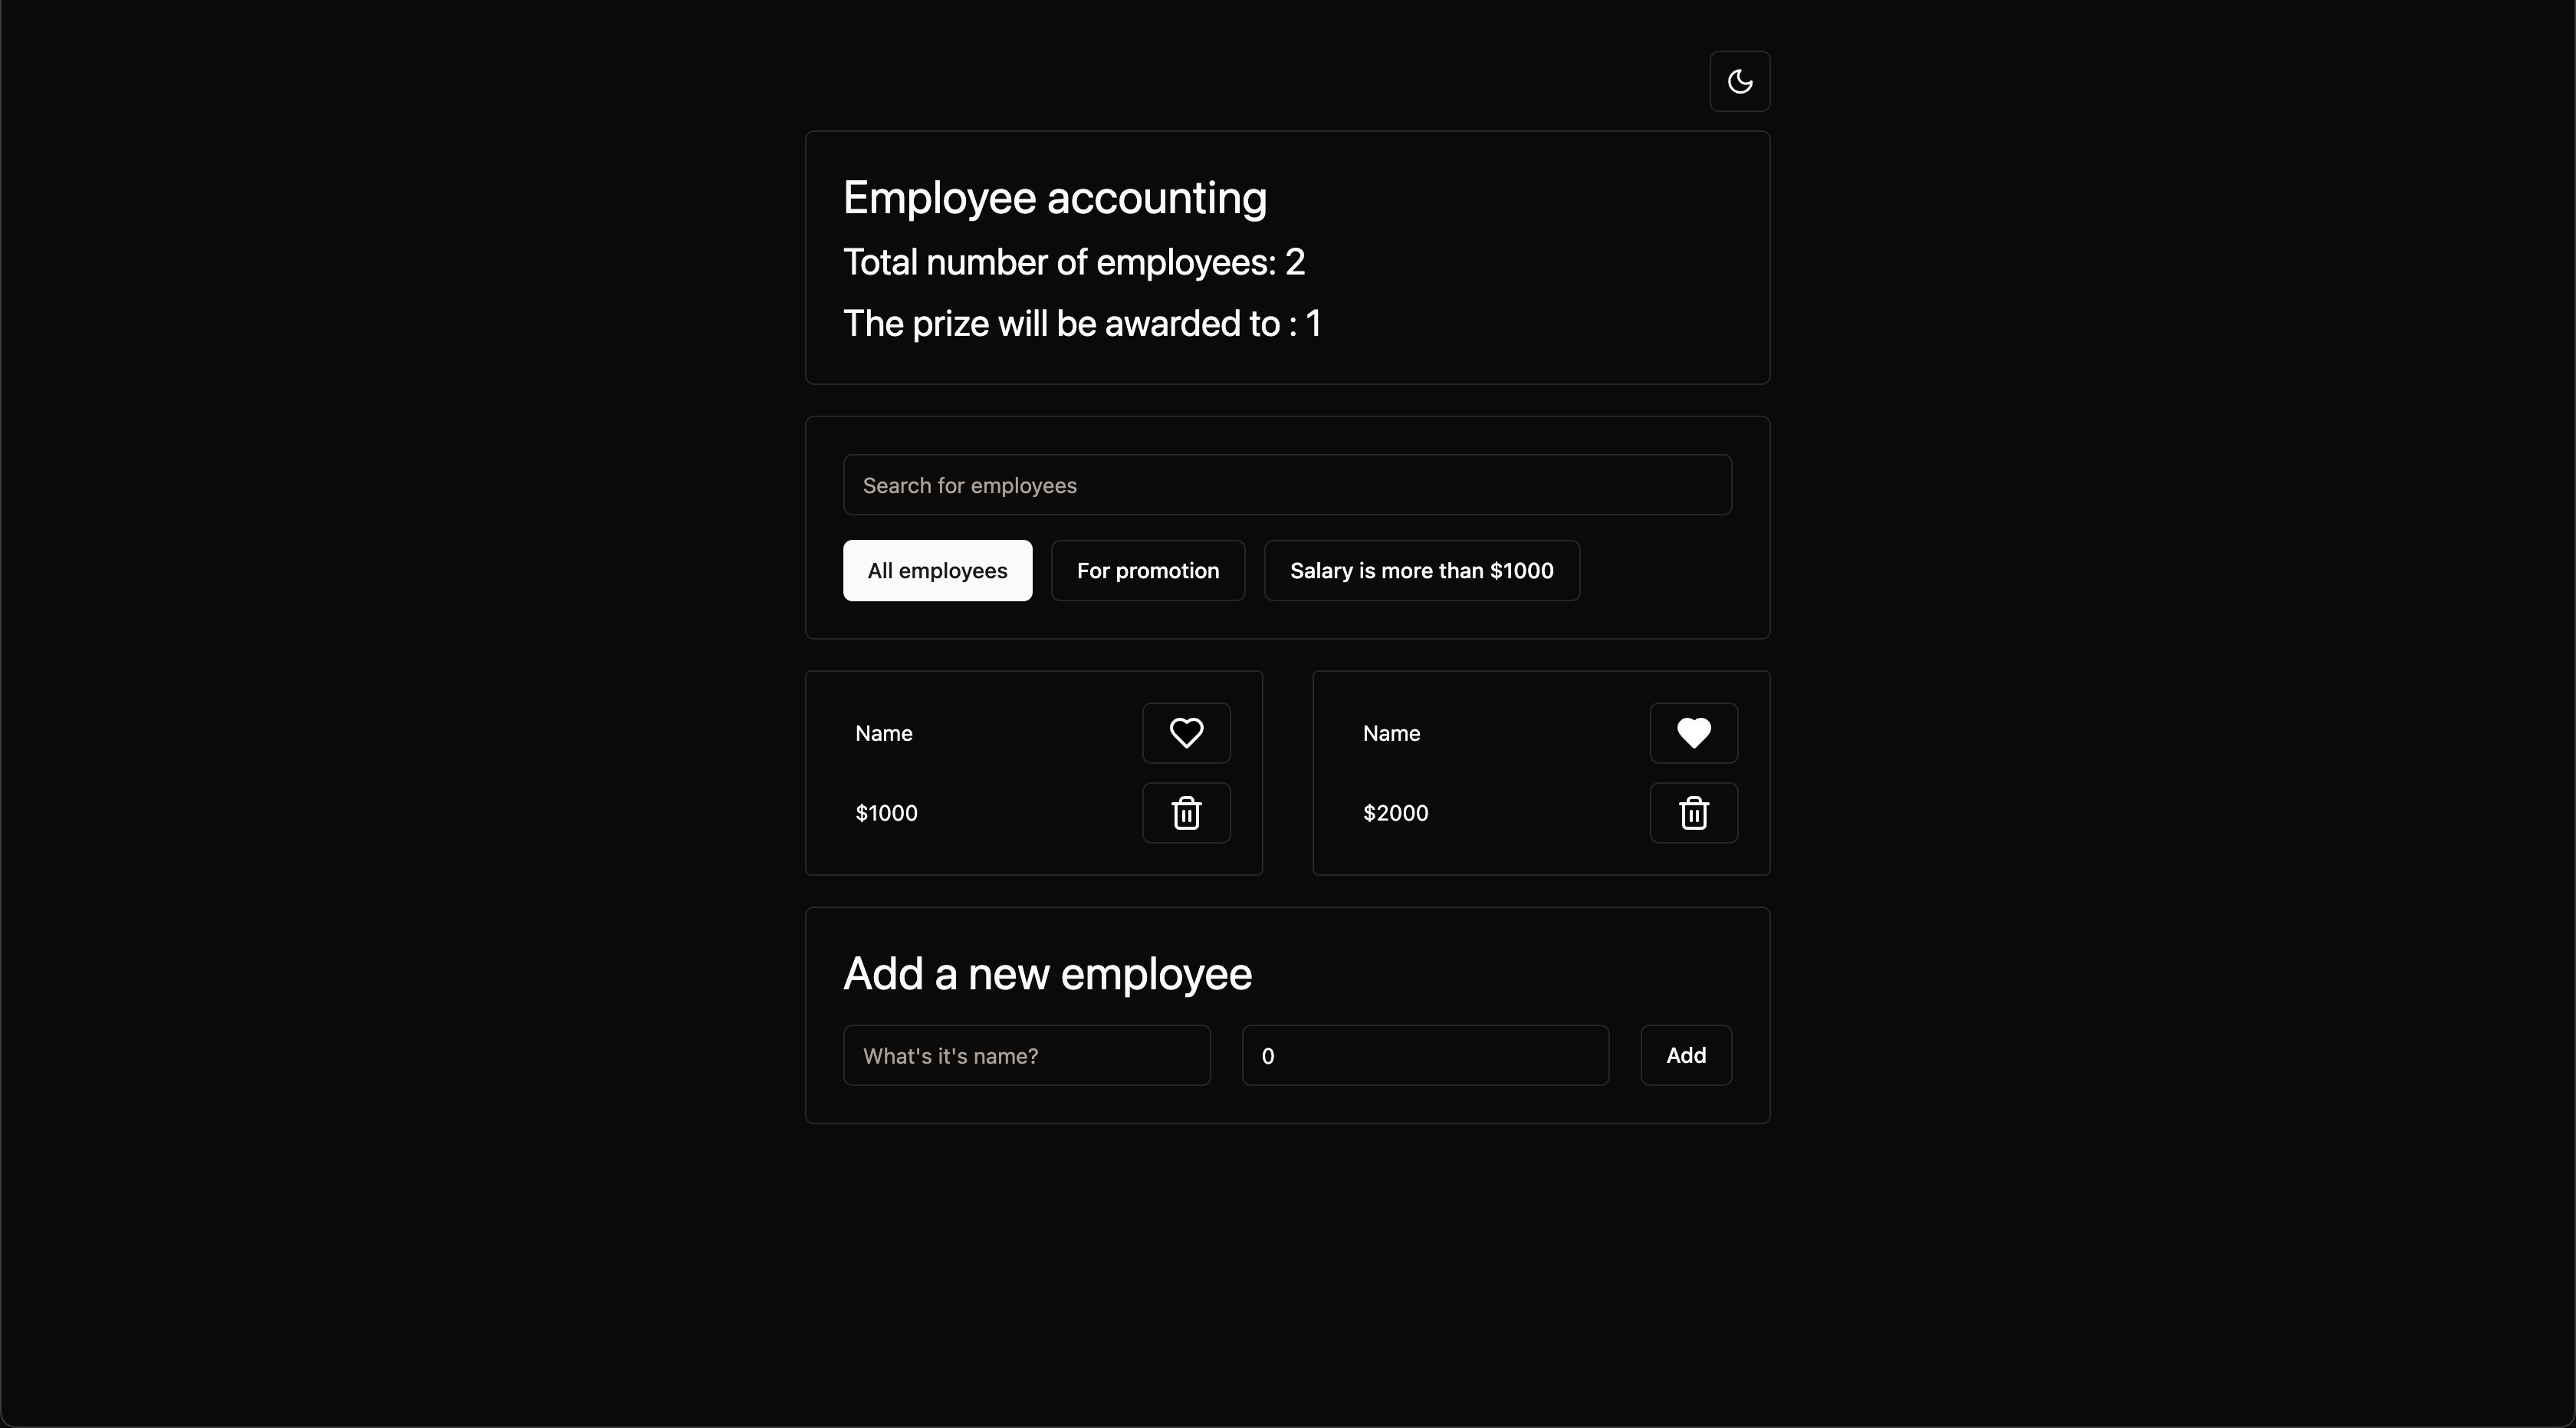 Employee accounting
Total number of employees: 2
The prize will be awarded to : 1
Search for employees
All employees
For promotion
Salary is more than $1000
Name
$1000
Name
$2000
Add a new employee
What's it's name?
0
Add